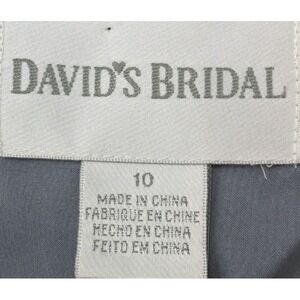 DAVID'S BRIDAL
10
MADE IN CHINA
FABRIQUE EN CHINE
HECHO EN CHINA
FEITO EM CHINA